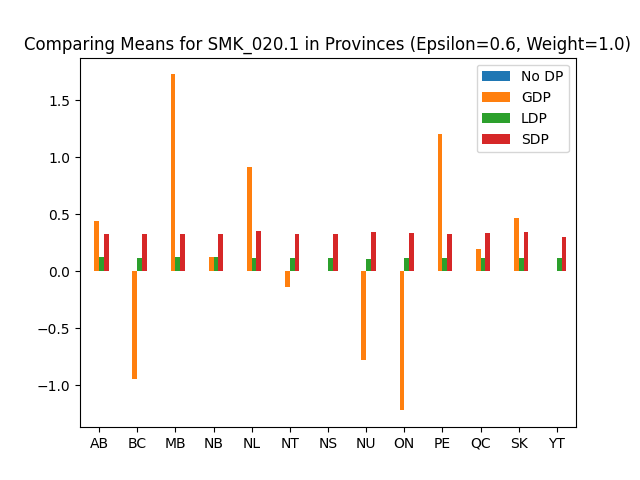 Comparing Means for SMK_020.1 in Provinces (Epsilon=0.6, Weight=1.0)
No DP
GDP
LDP
SDP
1.5
1.0
0.5
0.0
−0.5
−1.0
AB BC MB NB NL NT NS NU ON PE QC SK YT